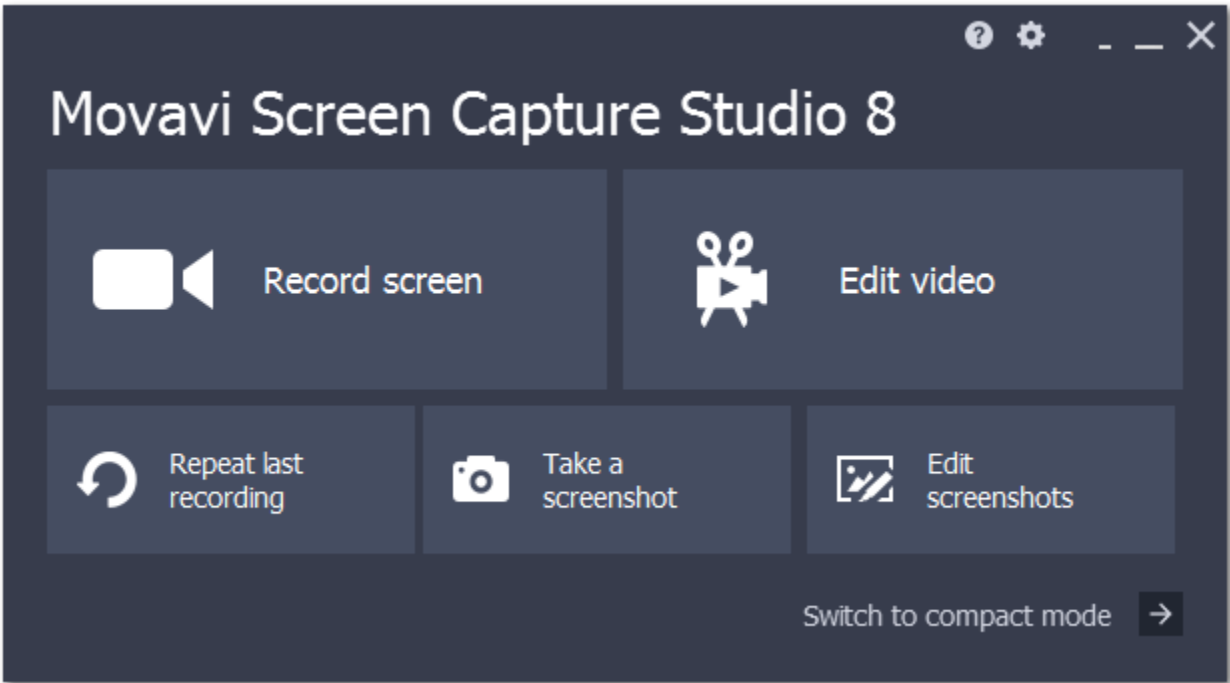 Movavi Screen Capture Studio 8
Record screen
Edit video
Repeat last
recording
Take a
screenshot
Edit
screenshots
Switch to compact mode